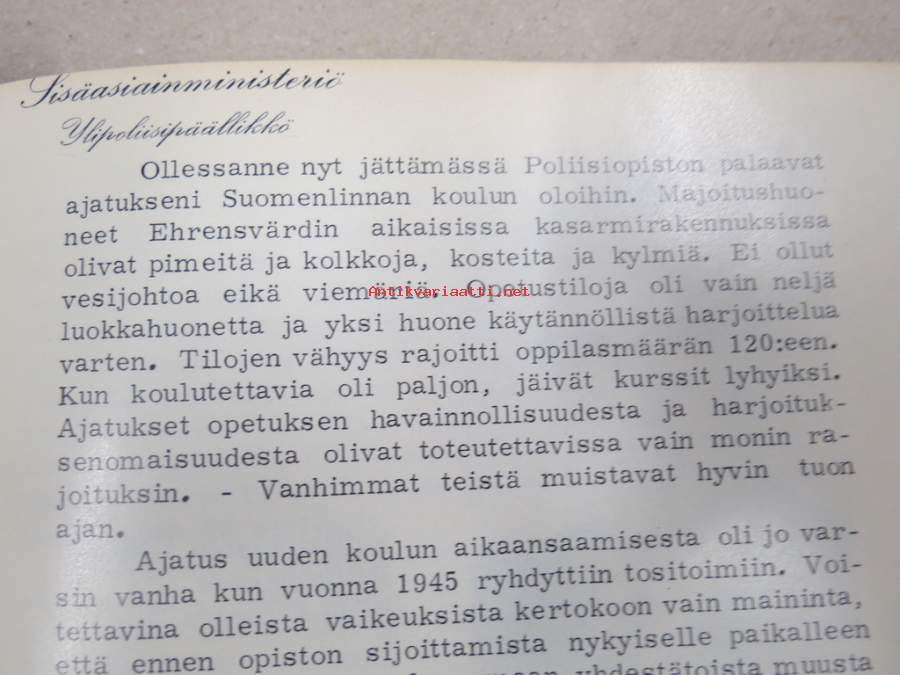 Sisäasiainministeriö
Ylipoliisipäällikkö
Ollessanne nyt jättämässä Poliisiopiston palaavat
ajatukseni Suomenlinnan koulun oloihin. Majoitushuo-
neet Ehrensvärdin aikaisissa kasarmirakennuksissa
olivat pimeitä ja kolkkoja, kosteita ja kylmiä. Ei ollut
vesijohtoa eikä viemäriä. Opetustiloja oli vain neljä
Antikvariaatti.net
luokkahuonetta ja yksi huone käytännöllistä harjoittelua
varten. Tilojen vähyys rajoitti oppilasmäärän 120:een.
Kun koulutettavia oli paljon, jäivät kurssit lyhyiksi.
Ajatukset opetuksen havainnollisuudesta ja harjoituk-
senomaisuudesta olivat toteutettavissa vain monin ra-
joituksin. - Vanhimmat teistä muistavat hyvin tuon
ajan.
Ajatus uuden koulun aikaansaamisesta oli jo var-
sin vanha kun vuonna 1945 ryhdyttiin tositoimiin. Voi-
tettavina olleista vaikeuksista kertokoon vain maininta,
että ennen opiston sijoittamista nykyiselle paikalleen
yhdestätoista muusta